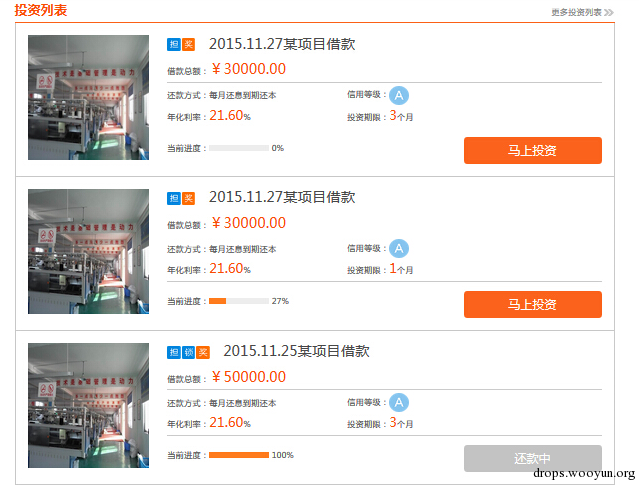 投资列表
更多投资列表
担 奖 2015.11.27某项目借款
借款总额：￥30000.00
还款方式：每月还息到期还本 信用等级： A
年化利率：21.60% 投资期限：3个月
当前进度： 0% 马上投资
担 奖 2015.11.27某项目借款
借款总额：￥30000.00
还款方式：每月还息到期还本 信用等级： A
年化利率：21.60% 投资期限：1个月
当前进度： 27% 马上投资
担 锁 奖 2015.11.25某项目借款
借款总额：￥50000.00
还款方式：每月还息到期还本 信用等级： A
年化利率：21.60% 投资期限：3个月
当前进度： 100% 还款中
drops.wooyun.org